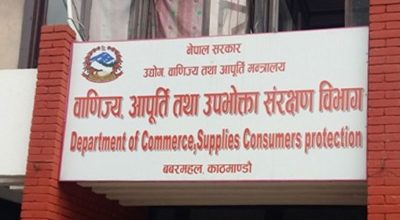 नेपाल सरकार
उद्योग, वाणिज्य तथा आपूर्ति मन्त्रालय
वाणिज्य, आपूर्ति तथा उपभोक्ता संरक्षण विभाग
Department of Commerce,Supplies Consumers protection
बबरमहल, काठमाण्डौ